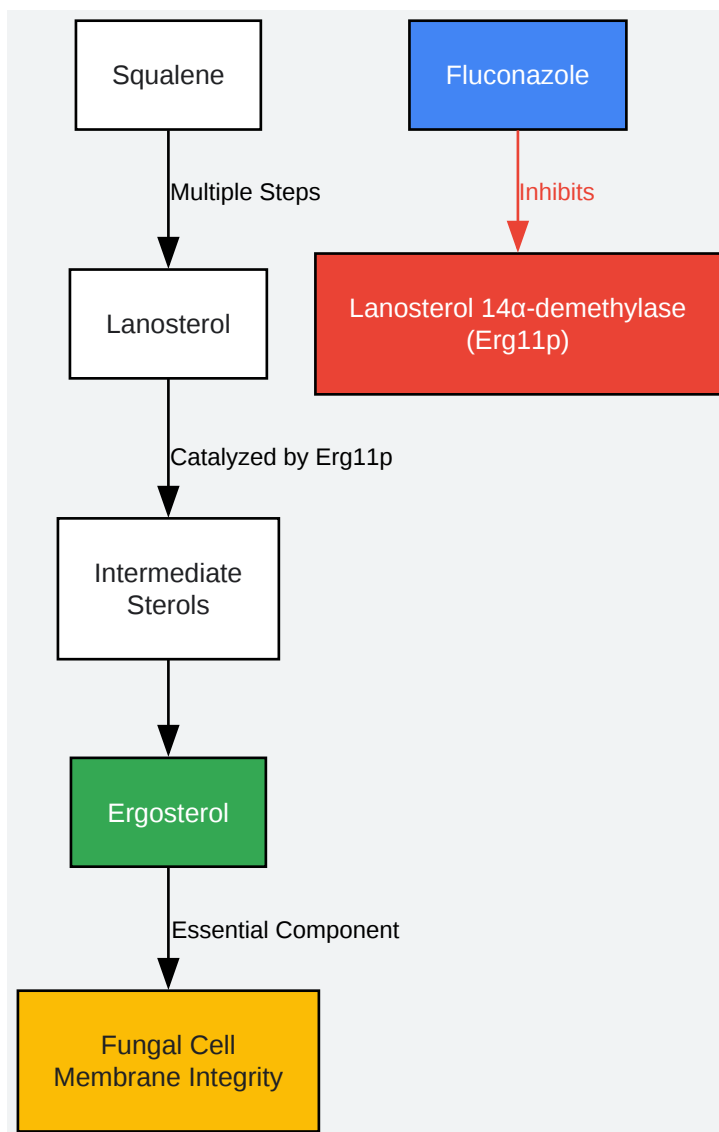 Squalene
Fluconazole
Multiple Steps
Inhibits
Lanosterol
Lanosterol 14α-demethylase
(Erg11p)
Catalyzed by Erg11p
Intermediate
Sterols
Ergosterol
Essential Component
Fungal Cell
Membrane Integrity